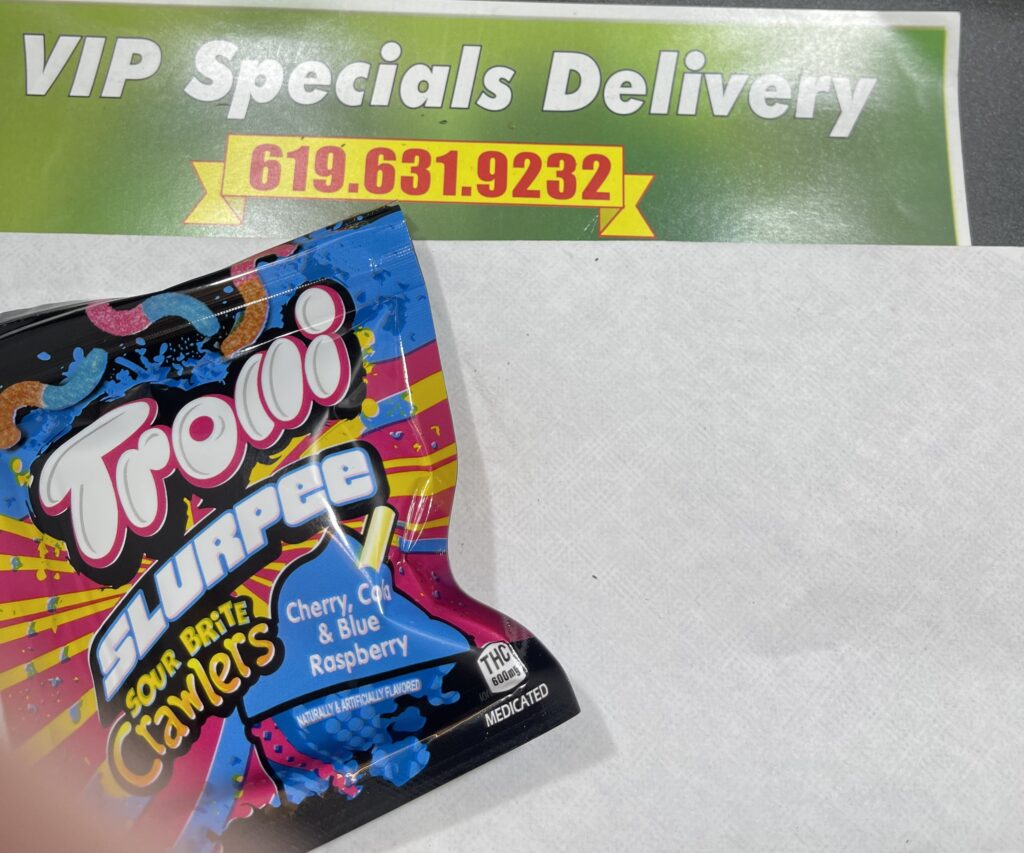 VIP Specials Delivery
619.631.9232
Trolli
SLURPEE
SOUR BRiTE
Crawlers
Cherry, Cola
& Blue
Raspberry
NATURALLY & ARTIFICIALLY FLAVORED
THC
600mg
MEDICATED